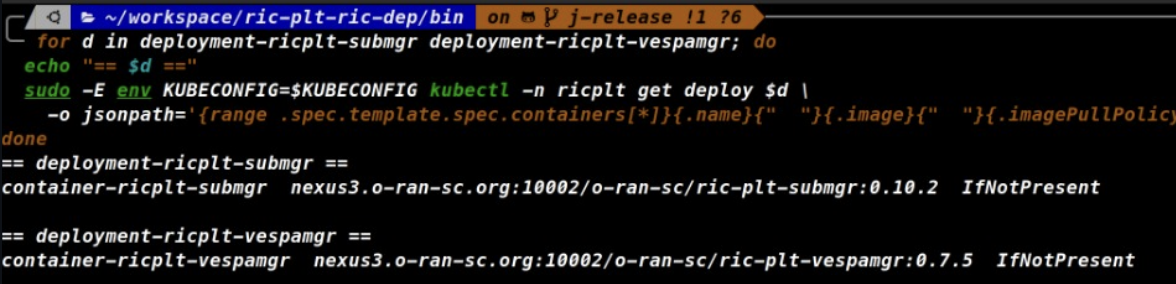 ~/workspace/ric-plt-ric-dep/bin on j-release !1 ?6
for d in deployment-ricplt-submgr deployment-ricplt-vespamgr; do
echo "== $d =="
sudo -E env KUBECONFIG=$KUBECONFIG kubectl -n ricplt get deploy $d \
-o jsonpath='{range .spec.template.spec.containers[*]}{.name}{"  "}{.image}{"  "}{.imagePullPolicy
done
== deployment-ricplt-submgr ==
container-ricplt-submgr  nexus3.o-ran-sc.org:10002/o-ran-sc/ric-plt-submgr:0.10.2  IfNotPresent
== deployment-ricplt-vespamgr ==
container-ricplt-vespamgr  nexus3.o-ran-sc.org:10002/o-ran-sc/ric-plt-vespamgr:0.7.5  IfNotPresent